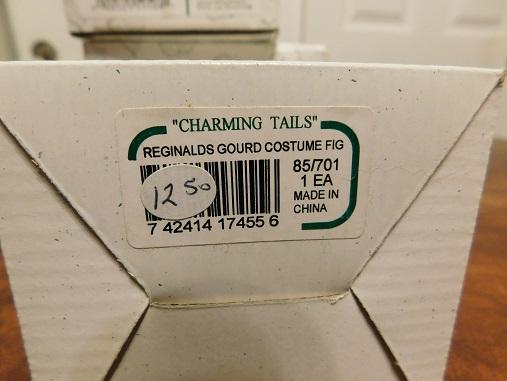 "CHARMING TAILS"
REGINALDS GOURD COSTUME FIG
85/701
1 EA
MADE IN
CHINA
12 50
7 42414 17455 6